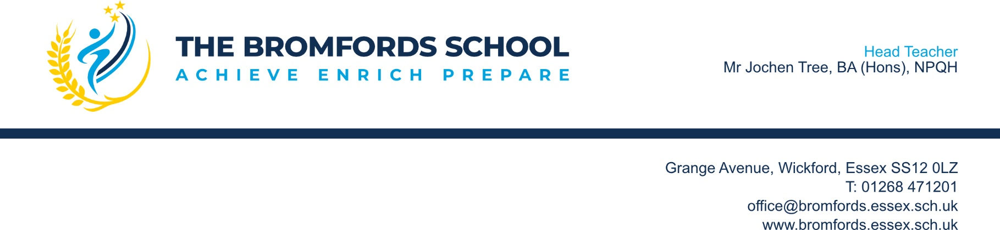 THE BROMFORDS SCHOOL
ACHIEVE ENRICH PREPARE
Head Teacher
Mr Jochen Tree, BA (Hons), NPQH
Grange Avenue, Wickford, Essex SS12 0LZ
T: 01268 471201
office@bromfords.essex.sch.uk
www.bromfords.essex.sch.uk